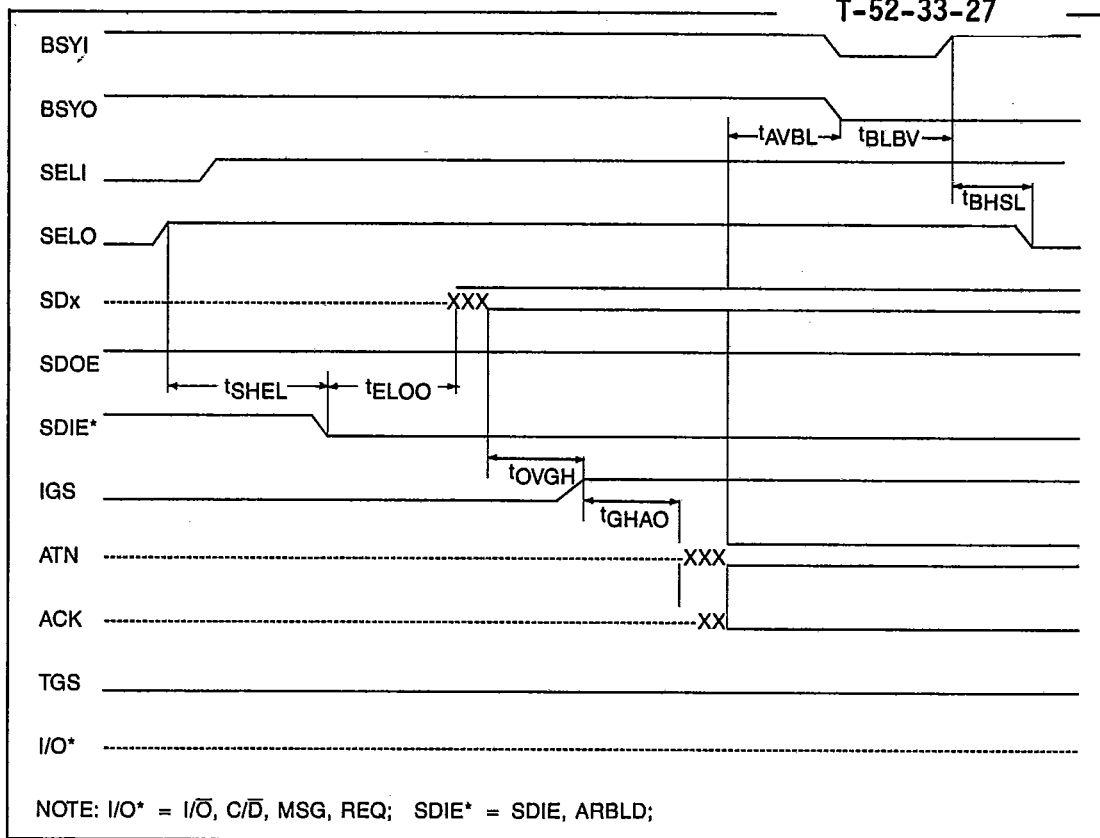 T-52-33-27
BSYI
BSYO
tAVBL
tBLBV
SELI
tBHSL
SELO
SDx
XXX
SDOE
tSHEL
tELOO
SDIE*
tOVGH
IGS
tGHAO
ATN
XXX
ACK
XX
TGS
I/O*
NOTE: I/O* = I/O̅, C/D̅, MSG, REQ; SDIE* = SDIE, ARBLD;